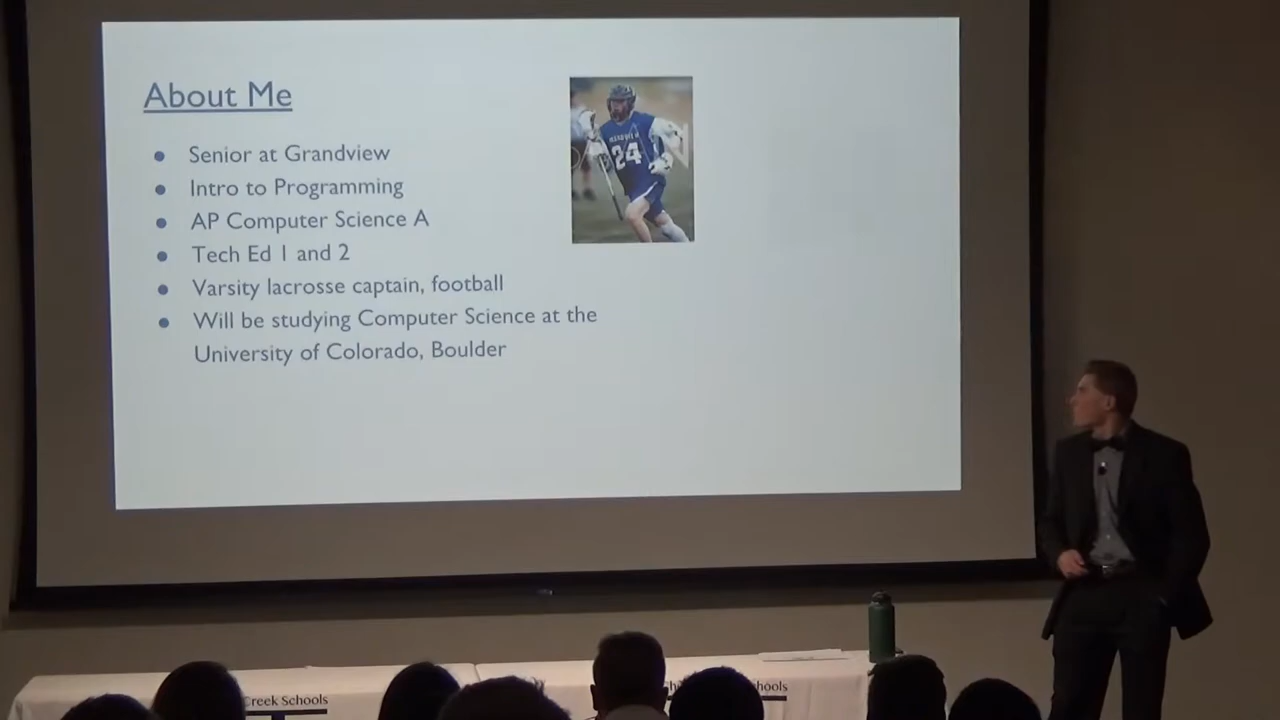 About Me
Senior at Grandview
Intro to Programming
AP Computer Science A
Tech Ed 1 and 2
Varsity lacrosse captain, football
Will be studying Computer Science at the
University of Colorado, Boulder
24
Creek Schools